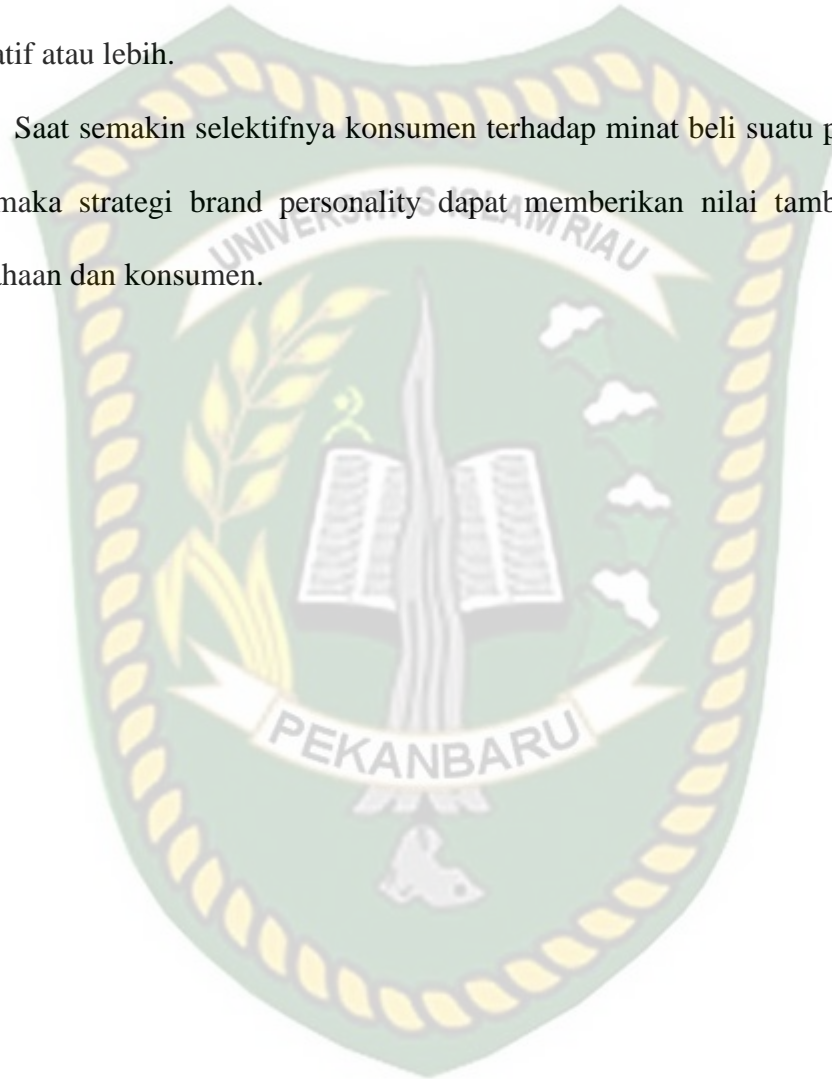 atif atau lebih.
Saat semakin selektifnya konsumen terhadap minat beli suatu p
maka strategi brand personality dapat memberikan nilai tamb
UNIVERSITAS ISLAM RIAU
ahaan dan konsumen.
PEKANBARU